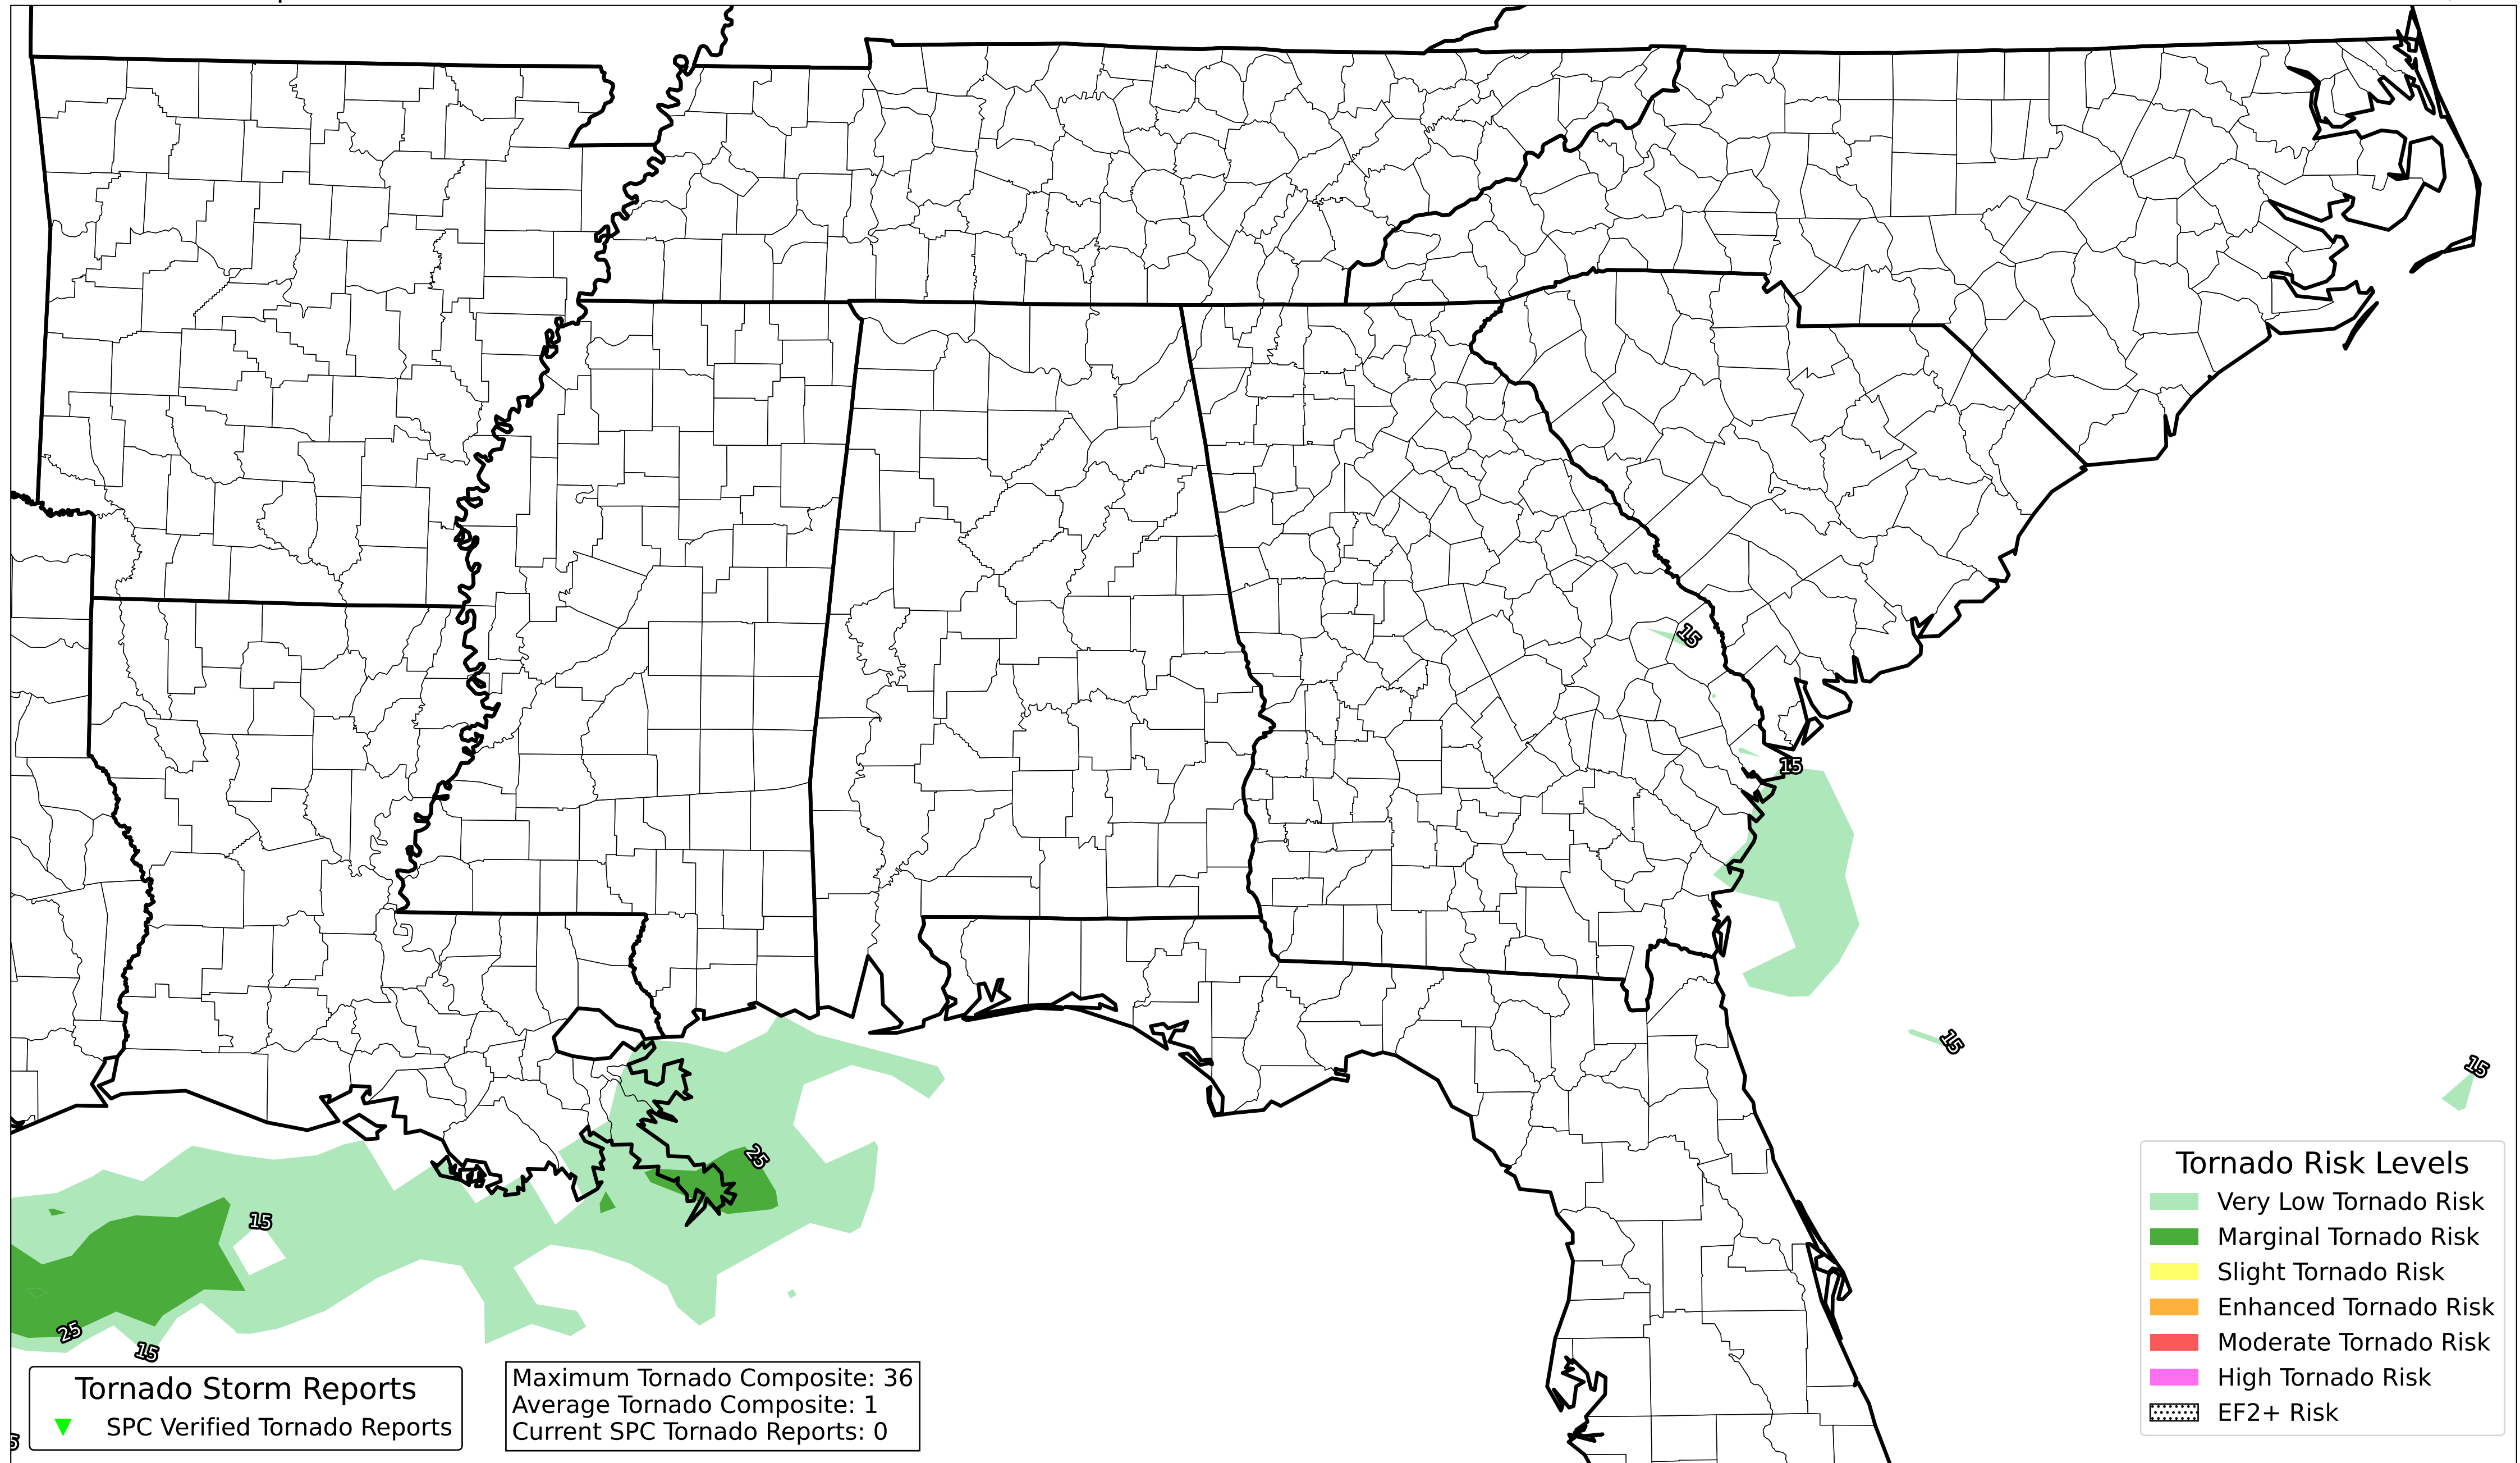 15
15
15
15
25
15
25
15
Tornado Risk Levels
Very Low Tornado Risk
Marginal Tornado Risk
Slight Tornado Risk
Enhanced Tornado Risk
Moderate Tornado Risk
High Tornado Risk
EF2+ Risk
Tornado Storm Reports
SPC Verified Tornado Reports
Maximum Tornado Composite: 36
Average Tornado Composite: 1
Current SPC Tornado Reports: 0